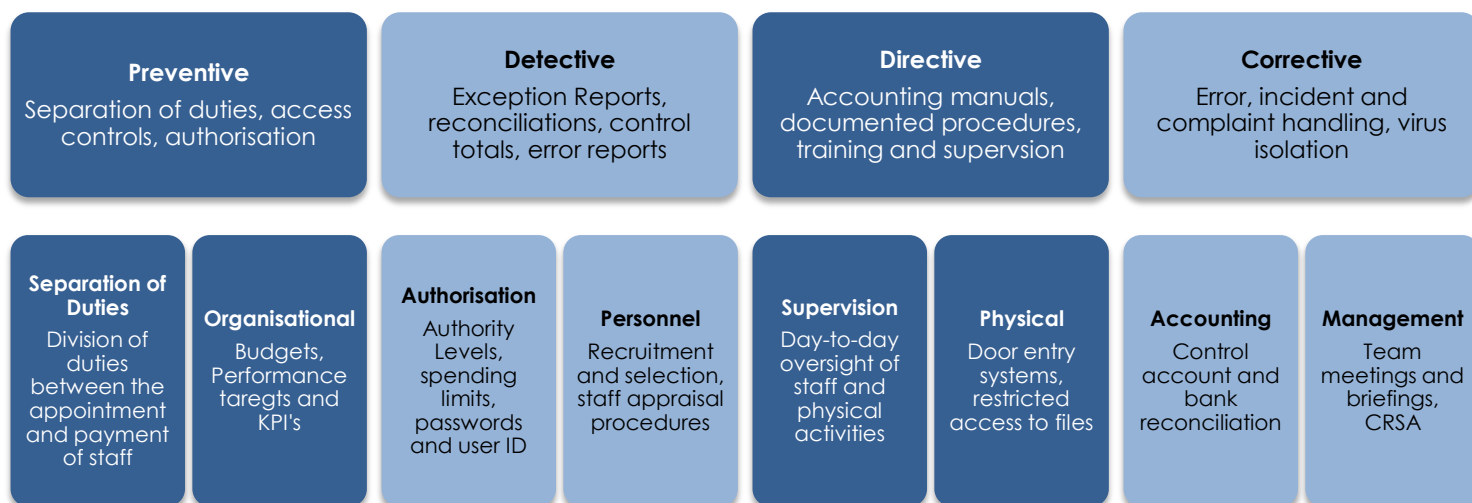 Preventive
Separation of duties, access
controls, authorisation
Detective
Exception Reports,
reconciliations, control
totals, error reports
Directive
Accounting manuals,
documented procedures,
training and supervsion
Corrective
Error, incident and
complaint handling, virus
isolation
Separation of
Duties
Division of
duties
between the
appointment
and payment
of staff
Organisational
Budgets,
Performance
taregts and
KPI's
Authorisation
Authority
Levels,
spending
limits,
passwords
and user ID
Personnel
Recruitment
and selection,
staff appraisal
procedures
Supervision
Day-to-day
oversight of
staff and
physical
activities
Physical
Door entry
systems,
restricted
access to files
Accounting
Control
account and
bank
reconciliation
Management
Team
meetings and
briefings,
CRSA